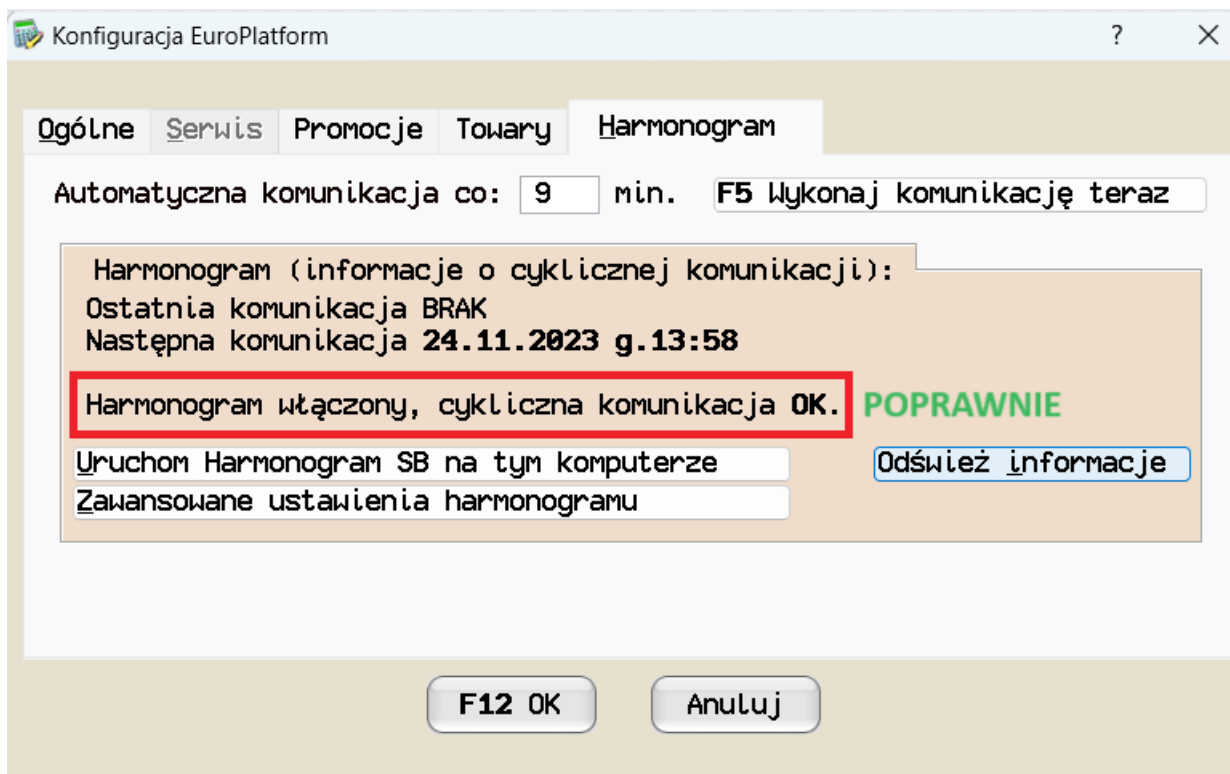 Konfiguracja EuroPlatform ? ×
Ogólne Serwis Promocje Towary Harmonogram
Automatyczna komunikacja co: 9 min. F5 Wykonaj komunikację teraz
Harmonogram (informacje o cyklicznej komunikacji):
Ostatnia komunikacja BRAK
Następna komunikacja 24.11.2023 g.13:58
Harmonogram włączony, cykliczna komunikacja OK. POPRAWNIE
Uruchom Harmonogram SB na tym komputerze Odśwież informacje
Zawansowane ustawienia harmonogramu
F12 OK Anuluj